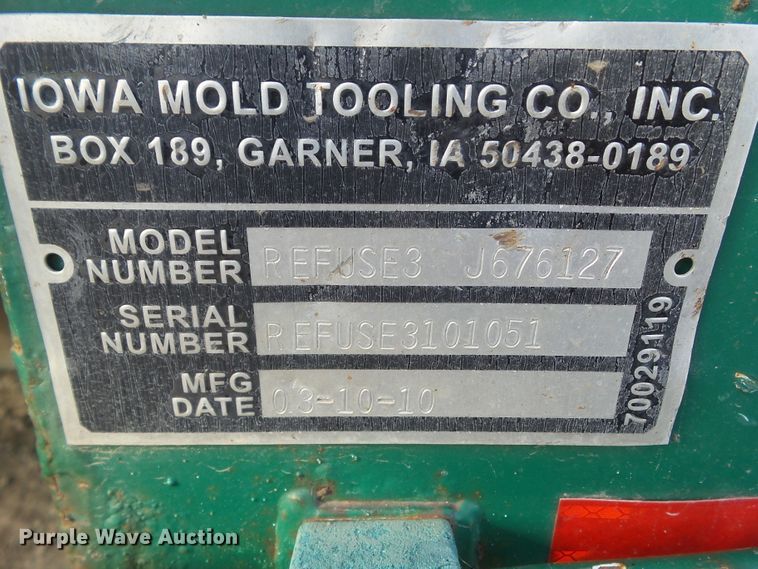 IOWA MOLD TOOLING CO., INC.
BOX 189, GARNER, IA 50438-0189
MODEL NUMBER REFUSE3 J676127
SERIAL NUMBER REFUSE3101051
MFG DATE 03-10-10
70029119
Purple Wave Auction